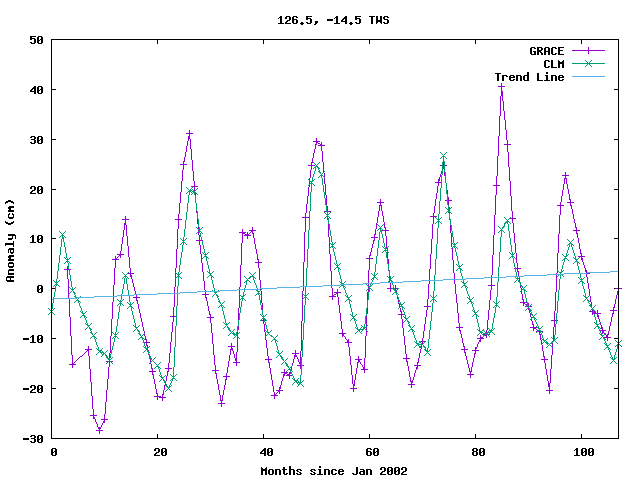 126.5, -14.5 TWS
GRACE
CLM
Trend Line
50
40
30
20
10
0
-10
-20
-30
Anomaly (cm)
0 20 40 60 80 100
Months since Jan 2002